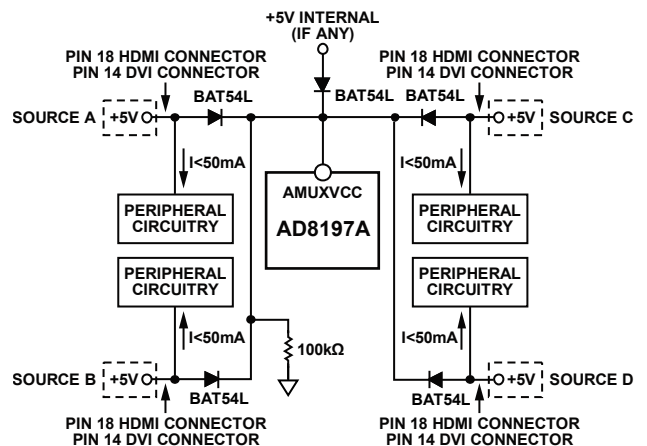 +5V INTERNAL
(IF ANY)
PIN 18 HDMI CONNECTOR
PIN 14 DVI CONNECTOR
PIN 18 HDMI CONNECTOR
PIN 14 DVI CONNECTOR
BAT54L
BAT54L
BAT54L
SOURCE A
+5V
+5V
SOURCE C
I<50mA
I<50mA
AMUXVCC
AD8197A
PERIPHERAL
CIRCUITRY
PERIPHERAL
CIRCUITRY
PERIPHERAL
CIRCUITRY
PERIPHERAL
CIRCUITRY
I<50mA
I<50mA
100kΩ
SOURCE B
+5V
+5V
SOURCE D
BAT54L
BAT54L
PIN 18 HDMI CONNECTOR
PIN 14 DVI CONNECTOR
PIN 18 HDMI CONNECTOR
PIN 14 DVI CONNECTOR